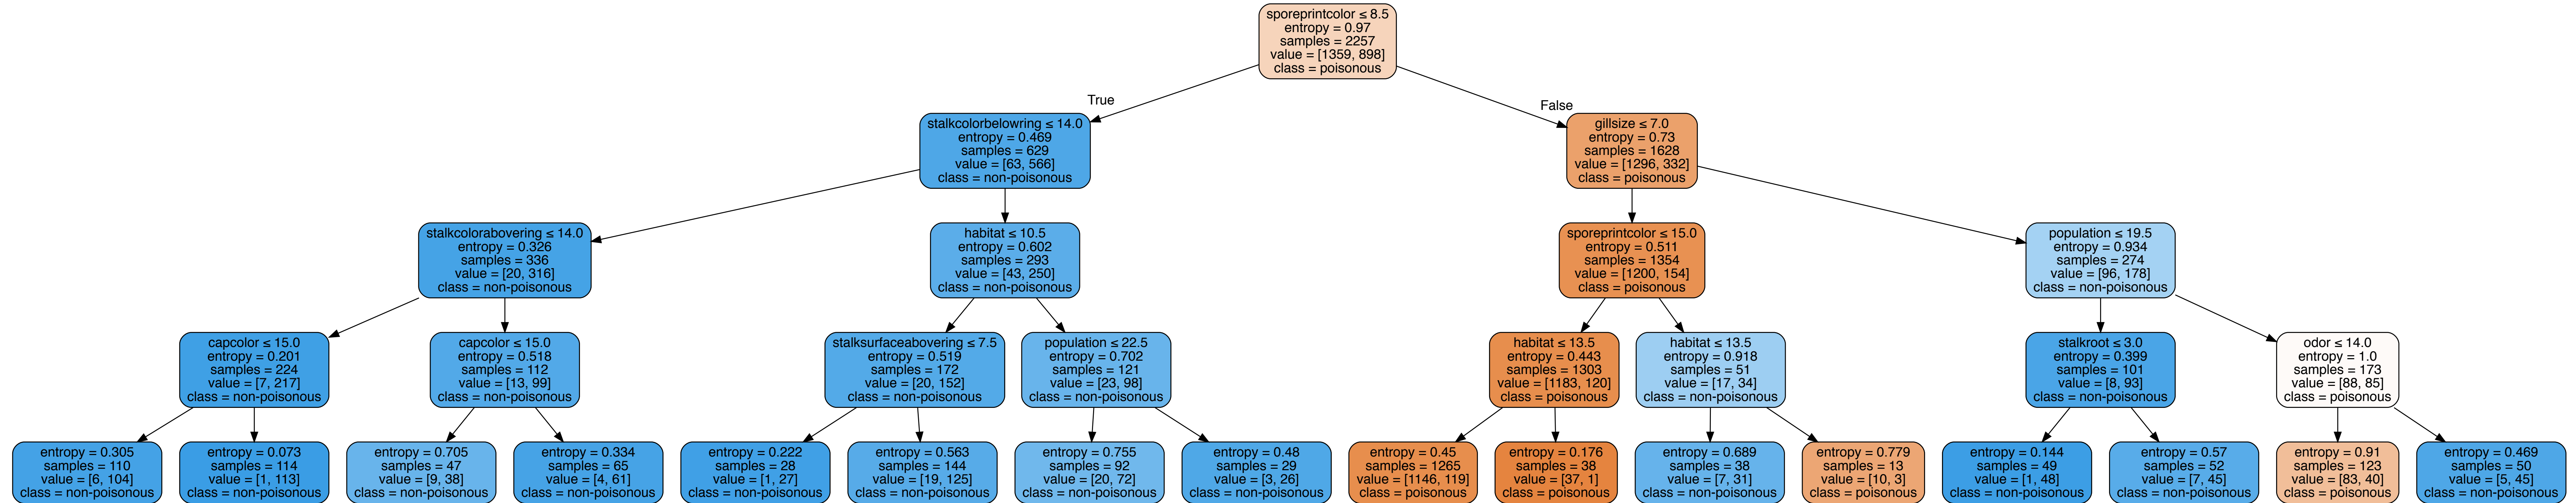 sporeprintcolor ≤ 8.5
entropy = 0.97
samples = 2257
value = [1359, 898]
class = poisonous
True
False
stalkcolorbelowring ≤ 14.0
entropy = 0.469
samples = 629
value = [63, 566]
class = non-poisonous
gillsize ≤ 7.0
entropy = 0.73
samples = 1628
value = [1296, 332]
class = poisonous
stalkcolorabovering ≤ 14.0
entropy = 0.326
samples = 336
value = [20, 316]
class = non-poisonous
habitat ≤ 10.5
entropy = 0.602
samples = 293
value = [43, 250]
class = non-poisonous
sporeprintcolor ≤ 15.0
entropy = 0.511
samples = 1354
value = [1200, 154]
class = poisonous
population ≤ 19.5
entropy = 0.934
samples = 274
value = [96, 178]
class = non-poisonous
capcolor ≤ 15.0
entropy = 0.201
samples = 224
value = [7, 217]
class = non-poisonous
capcolor ≤ 15.0
entropy = 0.518
samples = 112
value = [13, 99]
class = non-poisonous
stalksurfaceabovering ≤ 7.5
entropy = 0.519
samples = 172
value = [20, 152]
class = non-poisonous
population ≤ 22.5
entropy = 0.702
samples = 121
value = [23, 98]
class = non-poisonous
habitat ≤ 13.5
entropy = 0.443
samples = 1303
value = [1183, 120]
class = poisonous
habitat ≤ 13.5
entropy = 0.918
samples = 51
value = [17, 34]
class = non-poisonous
stalkroot ≤ 3.0
entropy = 0.399
samples = 101
value = [8, 93]
class = non-poisonous
odor ≤ 14.0
entropy = 1.0
samples = 173
value = [88, 85]
class = poisonous
entropy = 0.305
samples = 110
value = [6, 104]
class = non-poisonous
entropy = 0.073
samples = 114
value = [1, 113]
class = non-poisonous
entropy = 0.705
samples = 47
value = [9, 38]
class = non-poisonous
entropy = 0.334
samples = 65
value = [4, 61]
class = non-poisonous
entropy = 0.222
samples = 28
value = [1, 27]
class = non-poisonous
entropy = 0.563
samples = 144
value = [19, 125]
class = non-poisonous
entropy = 0.755
samples = 92
value = [20, 72]
class = non-poisonous
entropy = 0.48
samples = 29
value = [3, 26]
class = non-poisonous
entropy = 0.45
samples = 1265
value = [1146, 119]
class = poisonous
entropy = 0.176
samples = 38
value = [37, 1]
class = poisonous
entropy = 0.689
samples = 38
value = [7, 31]
class = non-poisonous
entropy = 0.779
samples = 13
value = [10, 3]
class = poisonous
entropy = 0.144
samples = 49
value = [1, 48]
class = non-poisonous
entropy = 0.57
samples = 52
value = [7, 45]
class = non-poisonous
entropy = 0.91
samples = 123
value = [83, 40]
class = poisonous
entropy = 0.469
samples = 50
value = [5, 45]
class = non-poisonous